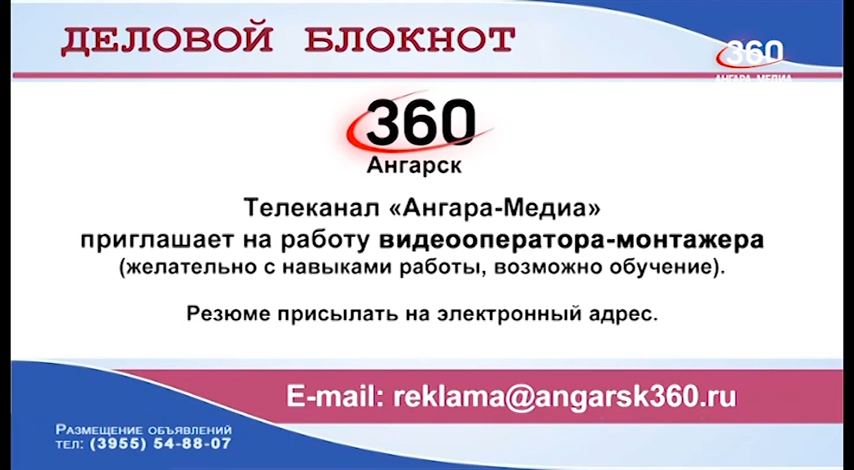 ДЕЛОВОЙ БЛОКНОТ
360
АНГАРА-МЕДИА
360
Ангарск
Телеканал «Ангара-Медиа»
приглашает на работу видеооператора-монтажера
(желательно с навыками работы, возможно обучение).
Резюме присылать на электронный адрес.
E-mail: reklama@angarsk360.ru
Размещение объявлений
тел: (3955) 54-88-07